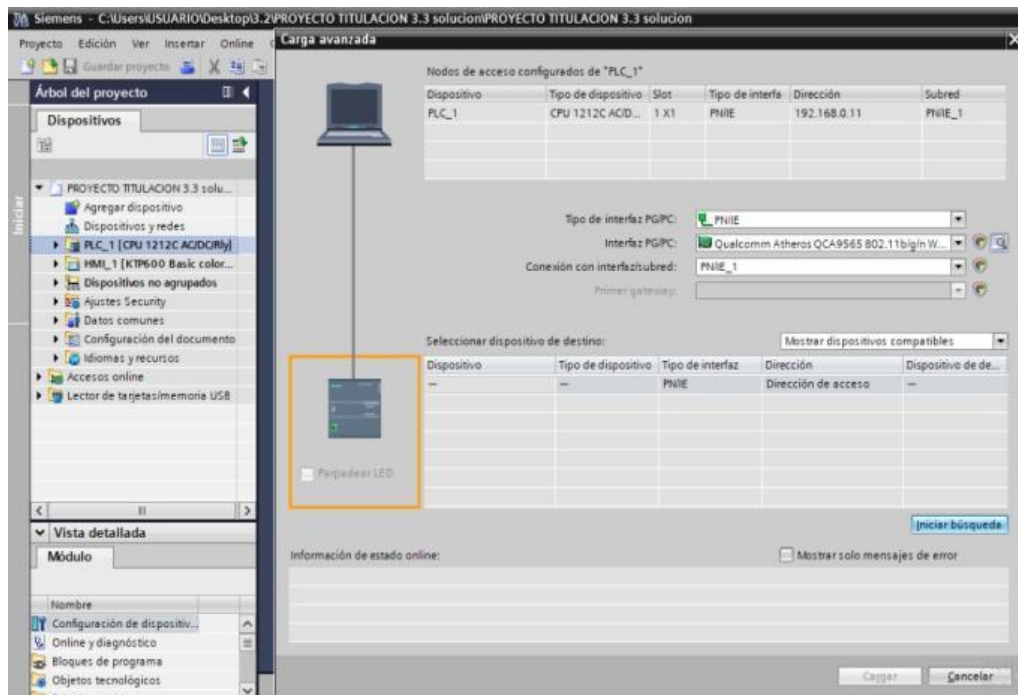 Siemens - C:\Users\USUARIO\Desktop\3.2\PROYECTO TITULACION 3.3 solucion\PROYECTO TITULACION 3.3 solucion
Proyecto Edición Ver Insertar Online
Guardar proyecto
Árbol del proyecto
Dispositivos
Iniciar
PROYECTO TITULACION 3.3 solu...
Agregar dispositivo
Dispositivos y redes
PLC_1 [CPU 1212C AC/DC/Rly]
HMI_1 [KTP600 Basic color...
Dispositivos no agrupados
Ajustes Security
Datos comunes
Configuración del documento
Idiomas y recursos
Accesos online
Lector de tarjetas/memoria USB
Vista detallada
Módulo
Nombre
Configuración de dispositiv...
Online y diagnóstico
Bloques de programa
Objetos tecnológicos
Carga avanzada
Nodos de acceso configurados de "PLC_1"
Dispositivo Tipo de dispositivo Slot Tipo de interfa Dirección Subred
PLC_1 CPU 1212C AC/D... 1 X1 PN/IE 192.168.0.11 PN/IE_1
Tipo de interfaz PG/PC: PN/IE
Interfaz PG/PC: Qualcomm Atheros QCA9565 802.11b/g/n W...
Conexión con interfaz/subred: PN/IE_1
Primer gateway:
Seleccionar dispositivo de destino: Mostrar dispositivos compatibles
Dispositivo Tipo de dispositivo Tipo de interfaz Dirección Dispositivo de de...
— — PN/IE Dirección de acceso —
Parpadear LED
Iniciar búsqueda
Información de estado online: Mostrar solo mensajes de error
Cargar Cancelar